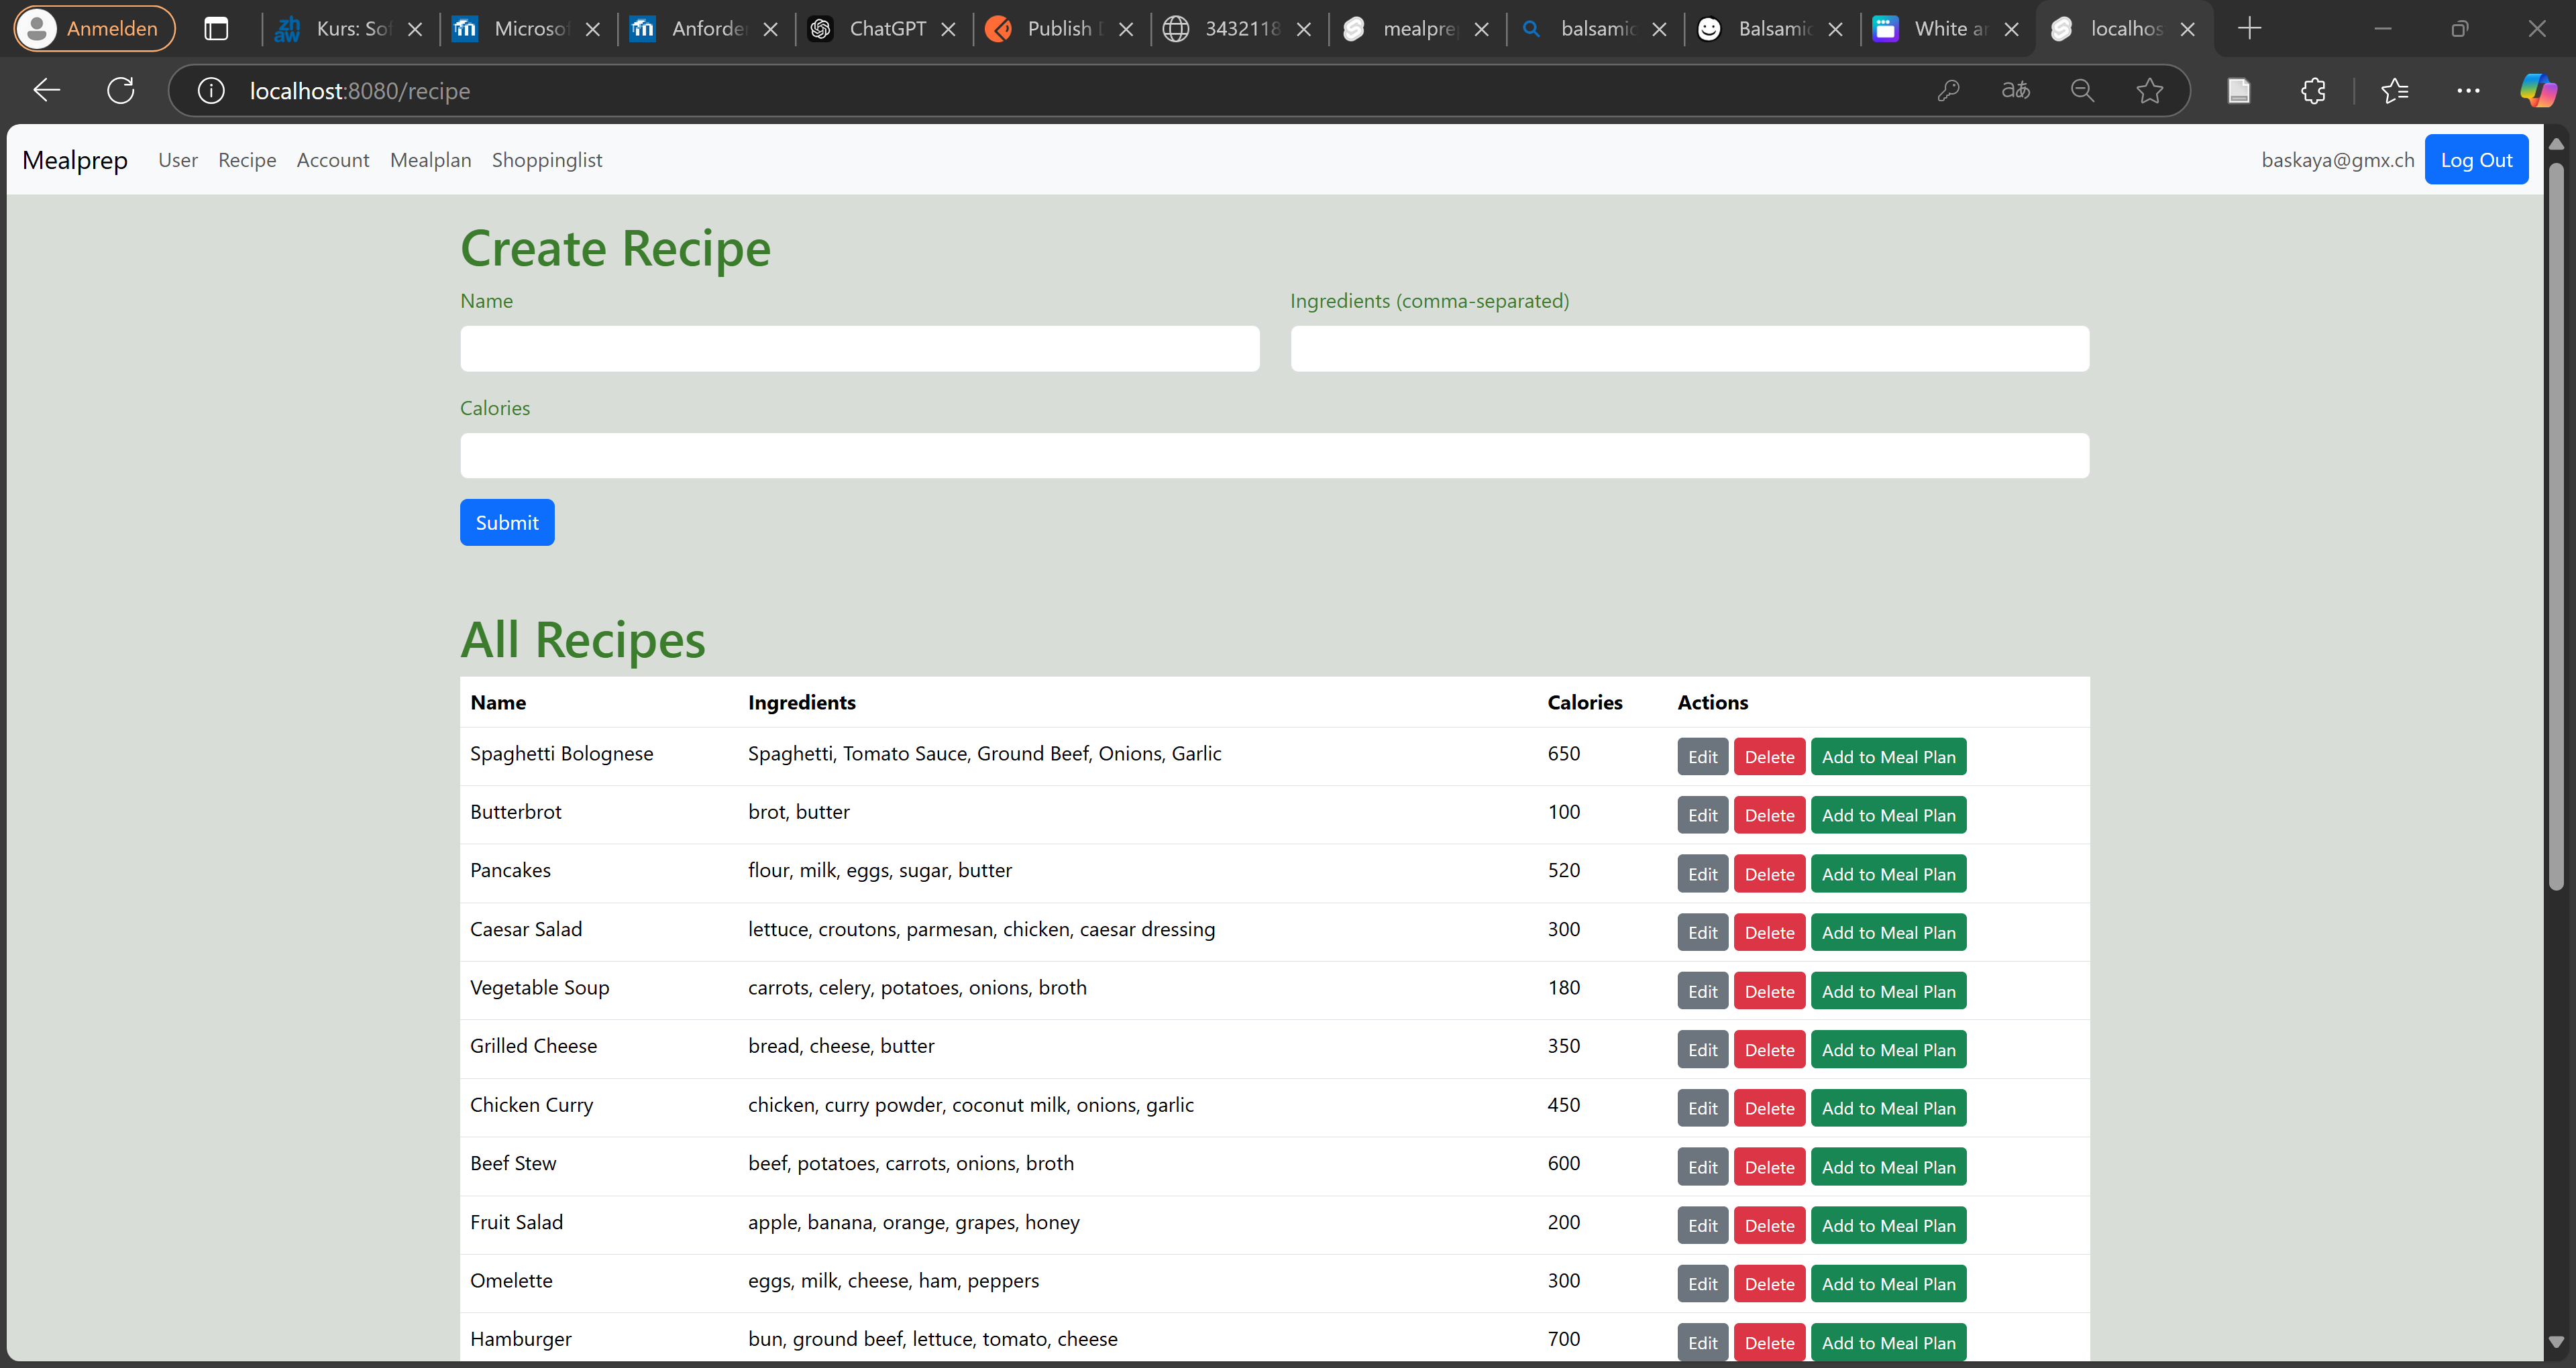 Anmelden
Kurs: Sof
Microsof
Anforde
ChatGPT
Publish
3432118
mealprep
balsamic
Balsamic
White an
localhos
localhost:8080/recipe
Mealprep User Recipe Account Mealplan Shoppinglist baskaya@gmx.ch Log Out
Create Recipe
Name Ingredients (comma-separated)
Calories
Submit
All Recipes
Name Ingredients Calories Actions
Spaghetti Bolognese Spaghetti, Tomato Sauce, Ground Beef, Onions, Garlic 650 Edit Delete Add to Meal Plan
Butterbrot brot, butter 100 Edit Delete Add to Meal Plan
Pancakes flour, milk, eggs, sugar, butter 520 Edit Delete Add to Meal Plan
Caesar Salad lettuce, croutons, parmesan, chicken, caesar dressing 300 Edit Delete Add to Meal Plan
Vegetable Soup carrots, celery, potatoes, onions, broth 180 Edit Delete Add to Meal Plan
Grilled Cheese bread, cheese, butter 350 Edit Delete Add to Meal Plan
Chicken Curry chicken, curry powder, coconut milk, onions, garlic 450 Edit Delete Add to Meal Plan
Beef Stew beef, potatoes, carrots, onions, broth 600 Edit Delete Add to Meal Plan
Fruit Salad apple, banana, orange, grapes, honey 200 Edit Delete Add to Meal Plan
Omelette eggs, milk, cheese, ham, peppers 300 Edit Delete Add to Meal Plan
Hamburger bun, ground beef, lettuce, tomato, cheese 700 Edit Delete Add to Meal Plan